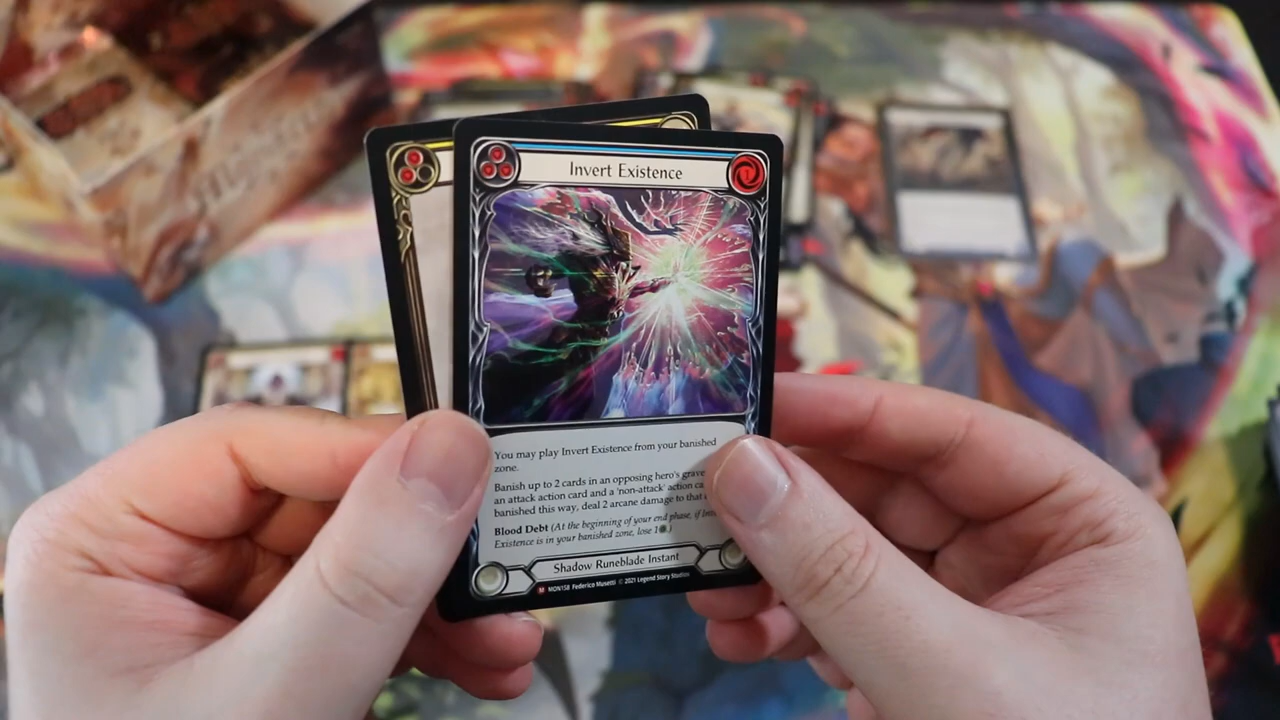 Invert Existence
1
You may play Invert Existence from your banished
zone.
Banish up to 2 cards in an opposing hero's
an attack action card and a 'non-attack' action
banished this way, deal 2 arcane damage to that
Blood Debt (At the beginning of your end phase, if
Existence is in your banished zone, lose 1
Shadow Runeblade Instant
M MON158 Federico Musetti © 2021 Legend Story Studios